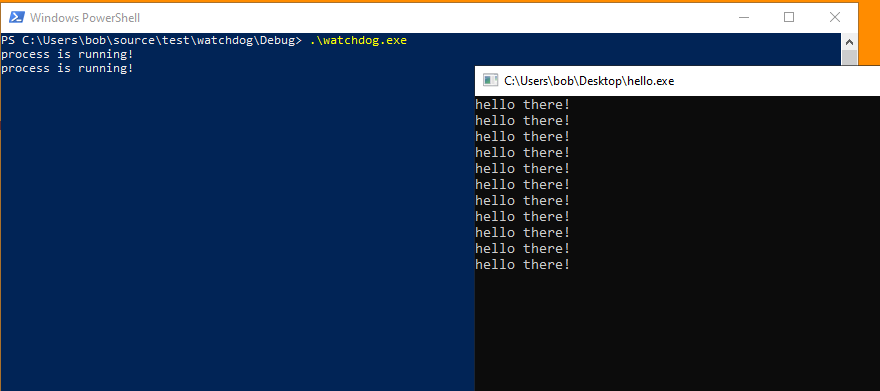 Windows PowerShell
PS C:\Users\bob\source\test\watchdog\Debug> .\watchdog.exe
process is running!
process is running!
C:\Users\bob\Desktop\hello.exe
hello there!
hello there!
hello there!
hello there!
hello there!
hello there!
hello there!
hello there!
hello there!
hello there!
hello there!